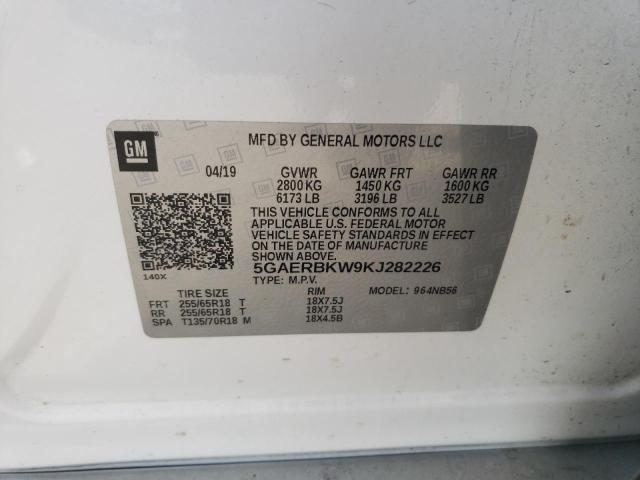 GM
MFD BY GENERAL MOTORS LLC
04/19 GVWR GAWR FRT GAWR RR
2800 KG 1450 KG 1600 KG
6173 LB 3196 LB 3527 LB
THIS VEHICLE CONFORMS TO ALL
APPLICABLE U.S. FEDERAL MOTOR
VEHICLE SAFETY STANDARDS IN EFFECT
ON THE DATE OF MANUFACTURE
SHOWN ABOVE.
5GAERBKW9KJ282226
140X
TYPE: M.P.V. MODEL: 964NB56
TIRE SIZE RIM
FRT 255/65R18 T 18X7.5J
RR 255/65R18 T 18X7.5J
SPA T135/70R18 M 18X4.5B